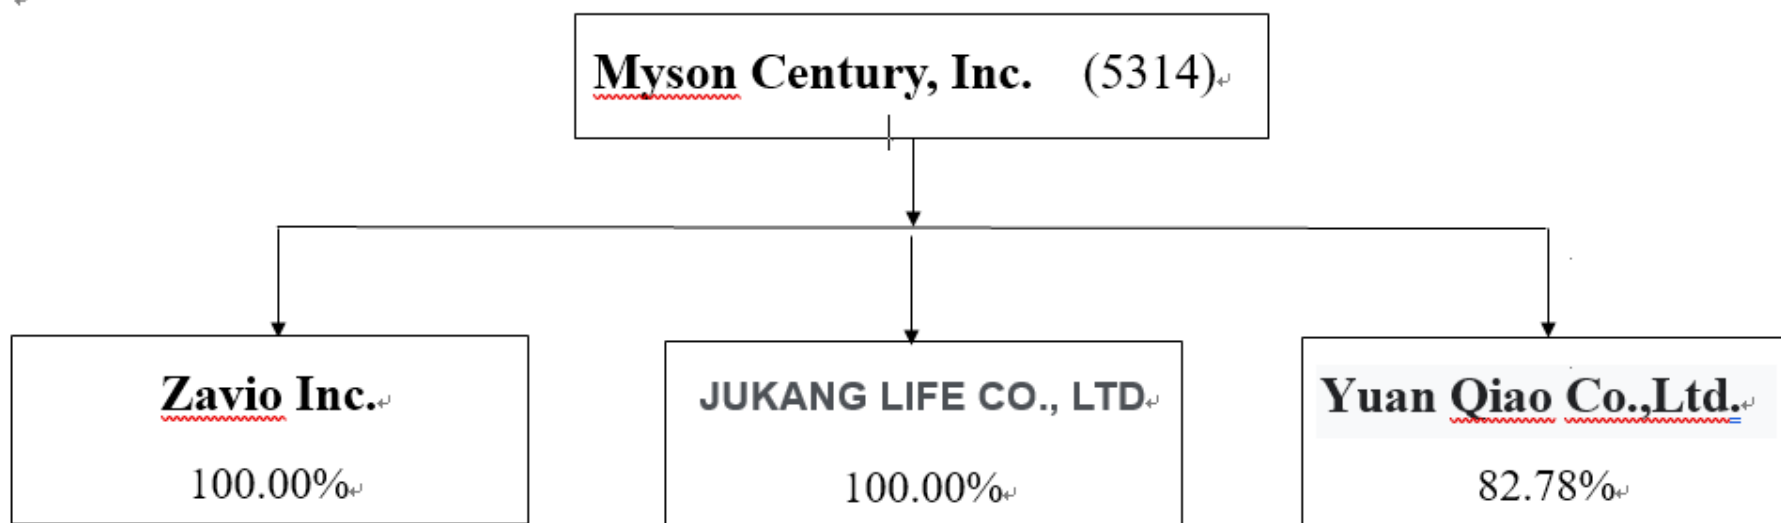 Myson Century, Inc. (5314)
Zavio Inc.
100.00%
JUKANG LIFE CO., LTD
100.00%
Yuan Qiao Co.,Ltd.
82.78%